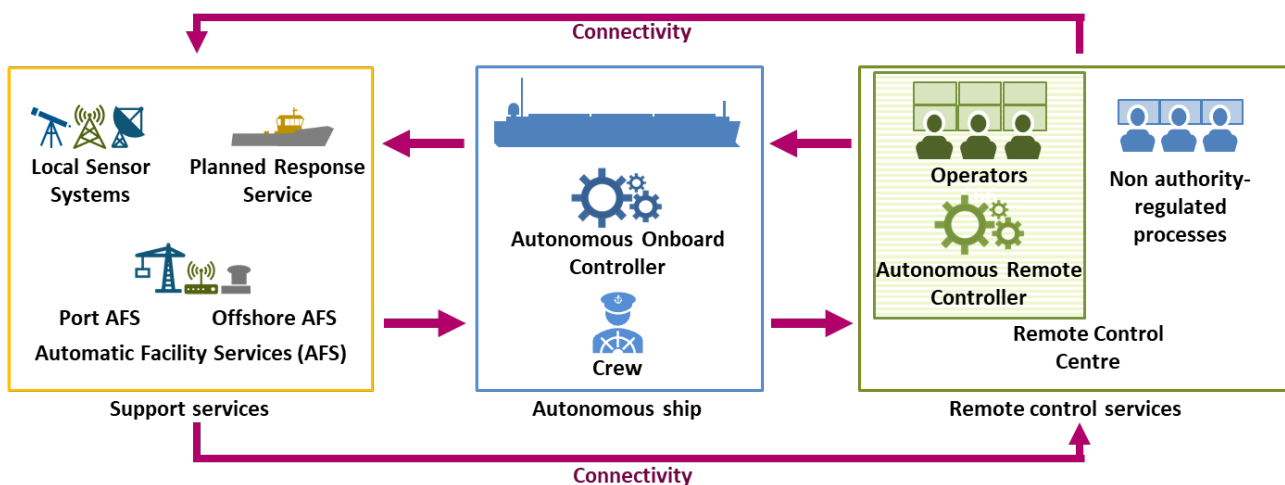 Connectivity
Local Sensor
Systems
Planned Response
Service
Port AFS
Offshore AFS
Automatic Facility Services (AFS)
Support services
Autonomous Onboard
Controller
Crew
Autonomous ship
Operators
Autonomous Remote
Controller
Non authority-
regulated
processes
Remote Control
Centre
Remote control services
Connectivity